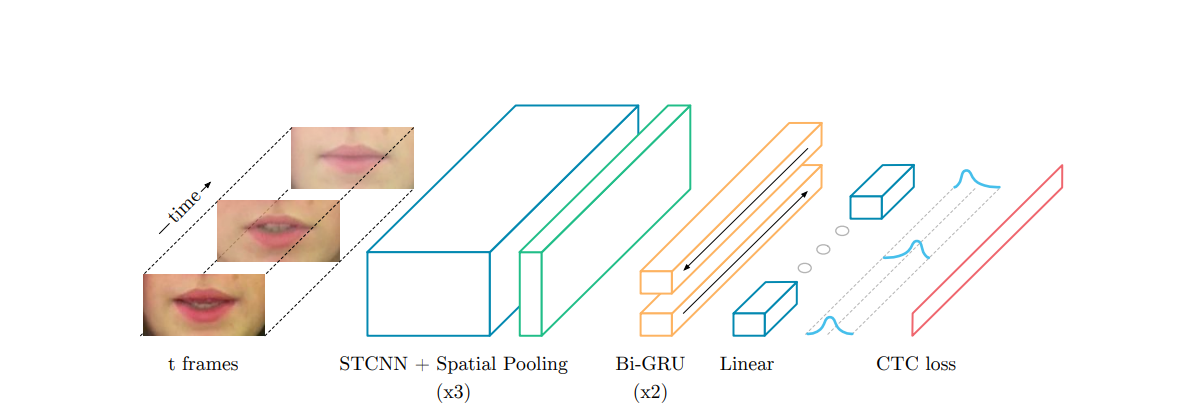 time
t frames
STCNN + Spatial Pooling
(x3)
Bi-GRU
(x2)
Linear
CTC loss